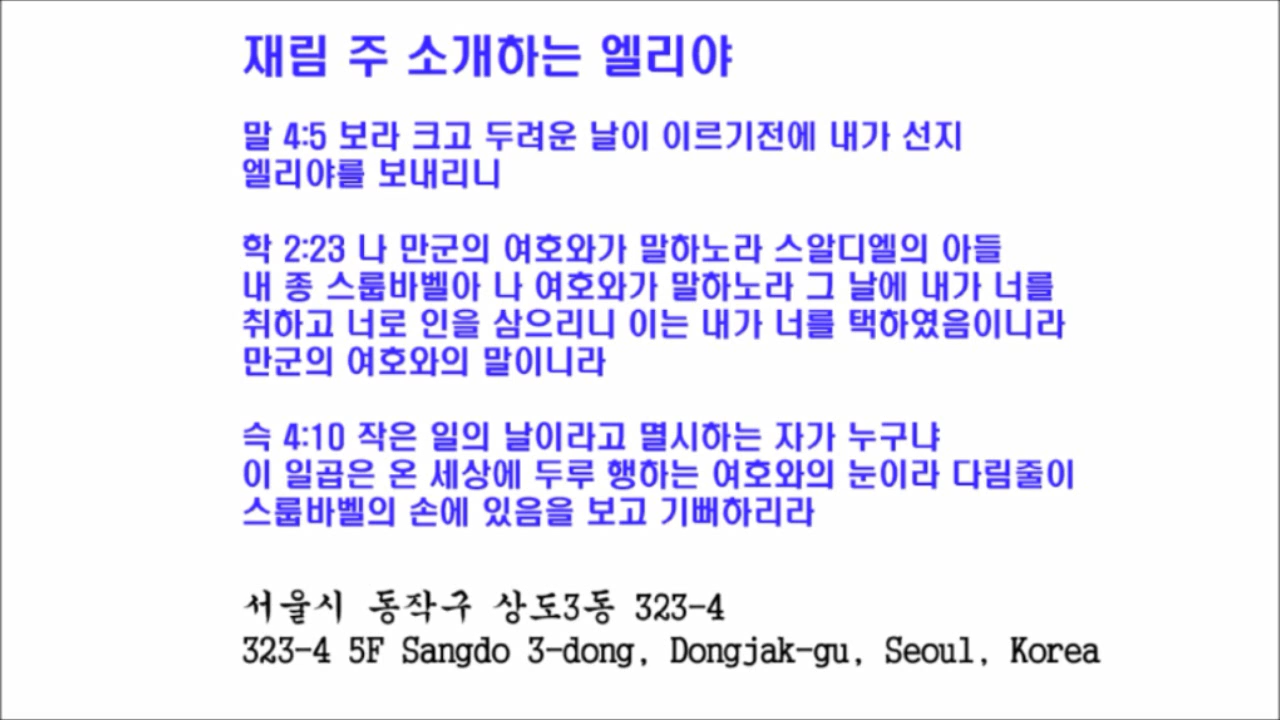 재림 주 소개하는 엘리야
말 4:5 보라 크고 두려운 날이 이르기전에 내가 선지
엘리야를 보내리니
학 2:23 나 만군의 여호와가 말하노라 스알디엘의 아들
내 종 스룹바벨아 나 여호와가 말하노라 그 날에 내가 너를
취하고 너로 인을 삼으리니 이는 내가 너를 택하였음이니라
만군의 여호와의 말이니라
슥 4:10 작은 일의 날이라고 멸시하는 자가 누구냐
이 일곱은 온 세상에 두루 행하는 여호와의 눈이라 다림줄이
스룹바벨의 손에 있음을 보고 기뻐하리라
서울시 동작구 상도3동 323-4
323-4 5F Sangdo 3-dong, Dongjak-gu, Seoul, Korea